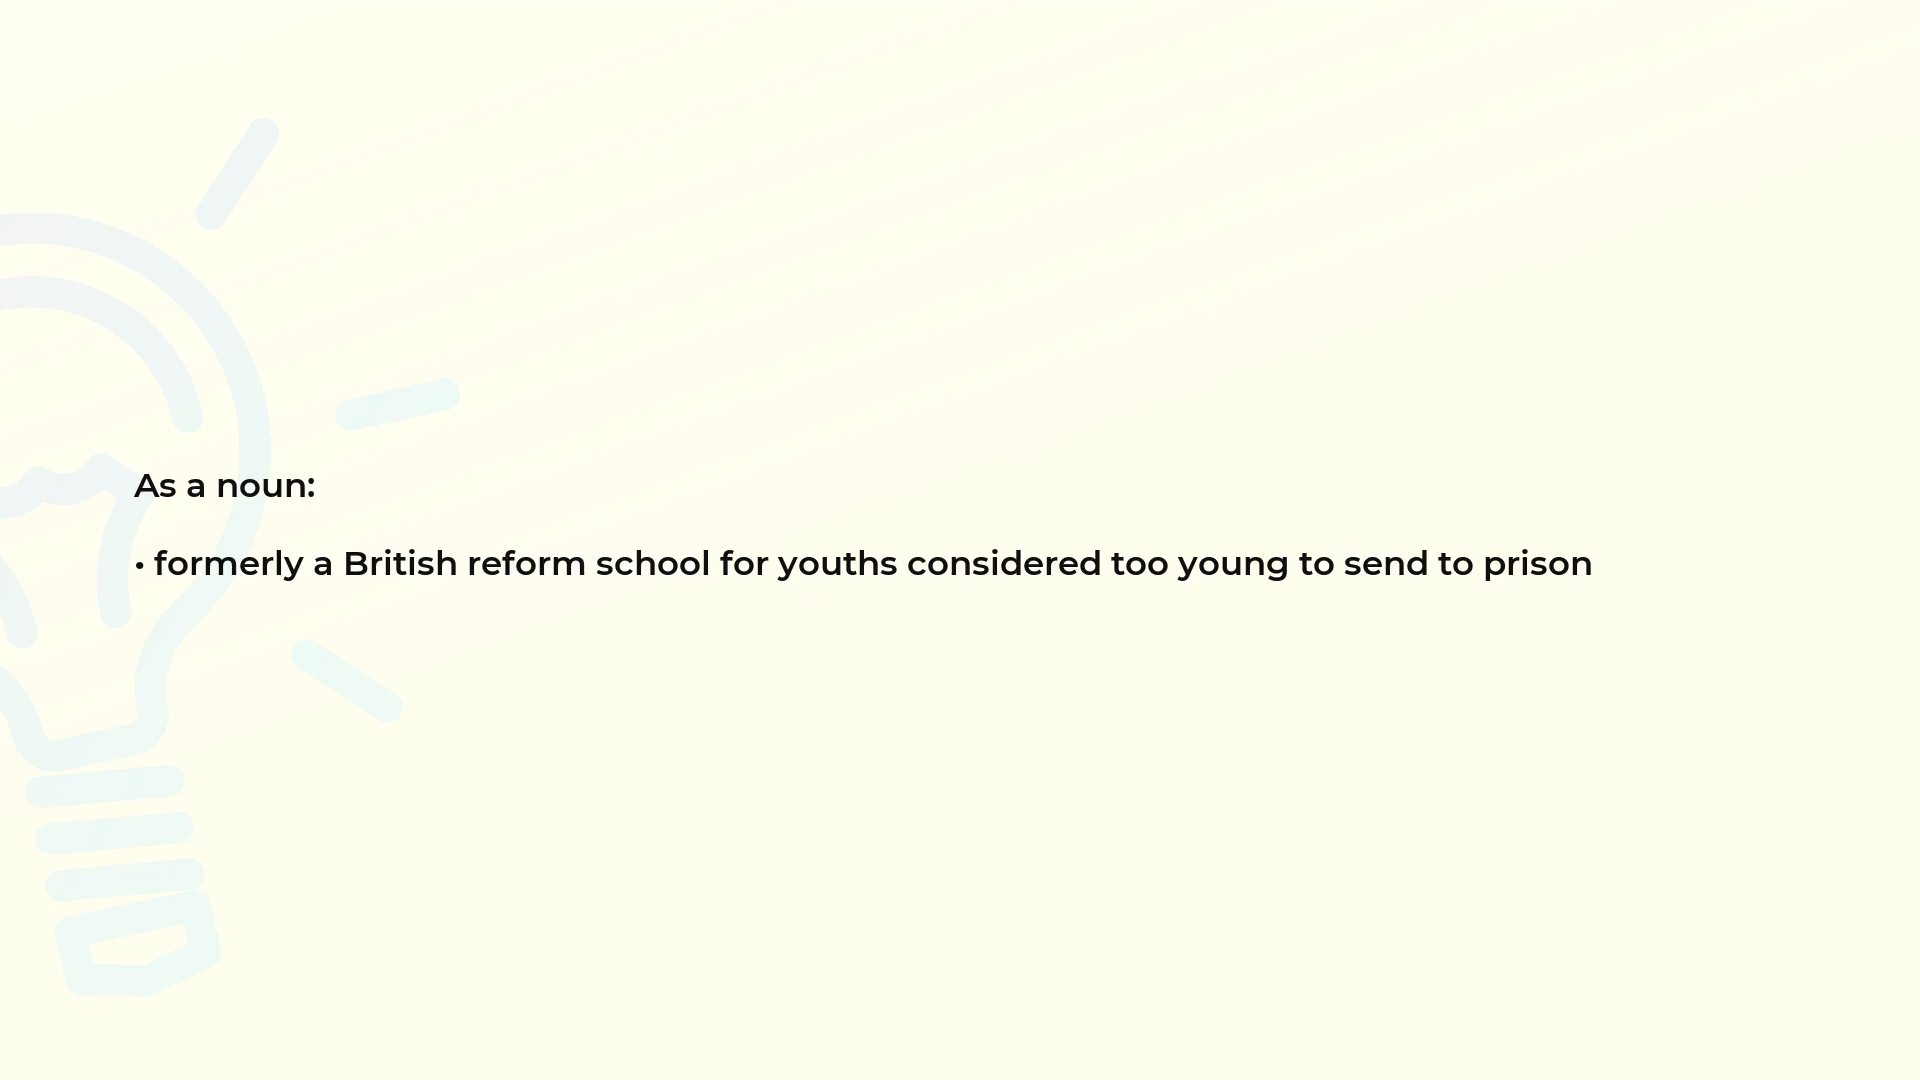 As a noun:
• formerly a British reform school for youths considered too young to send to prison